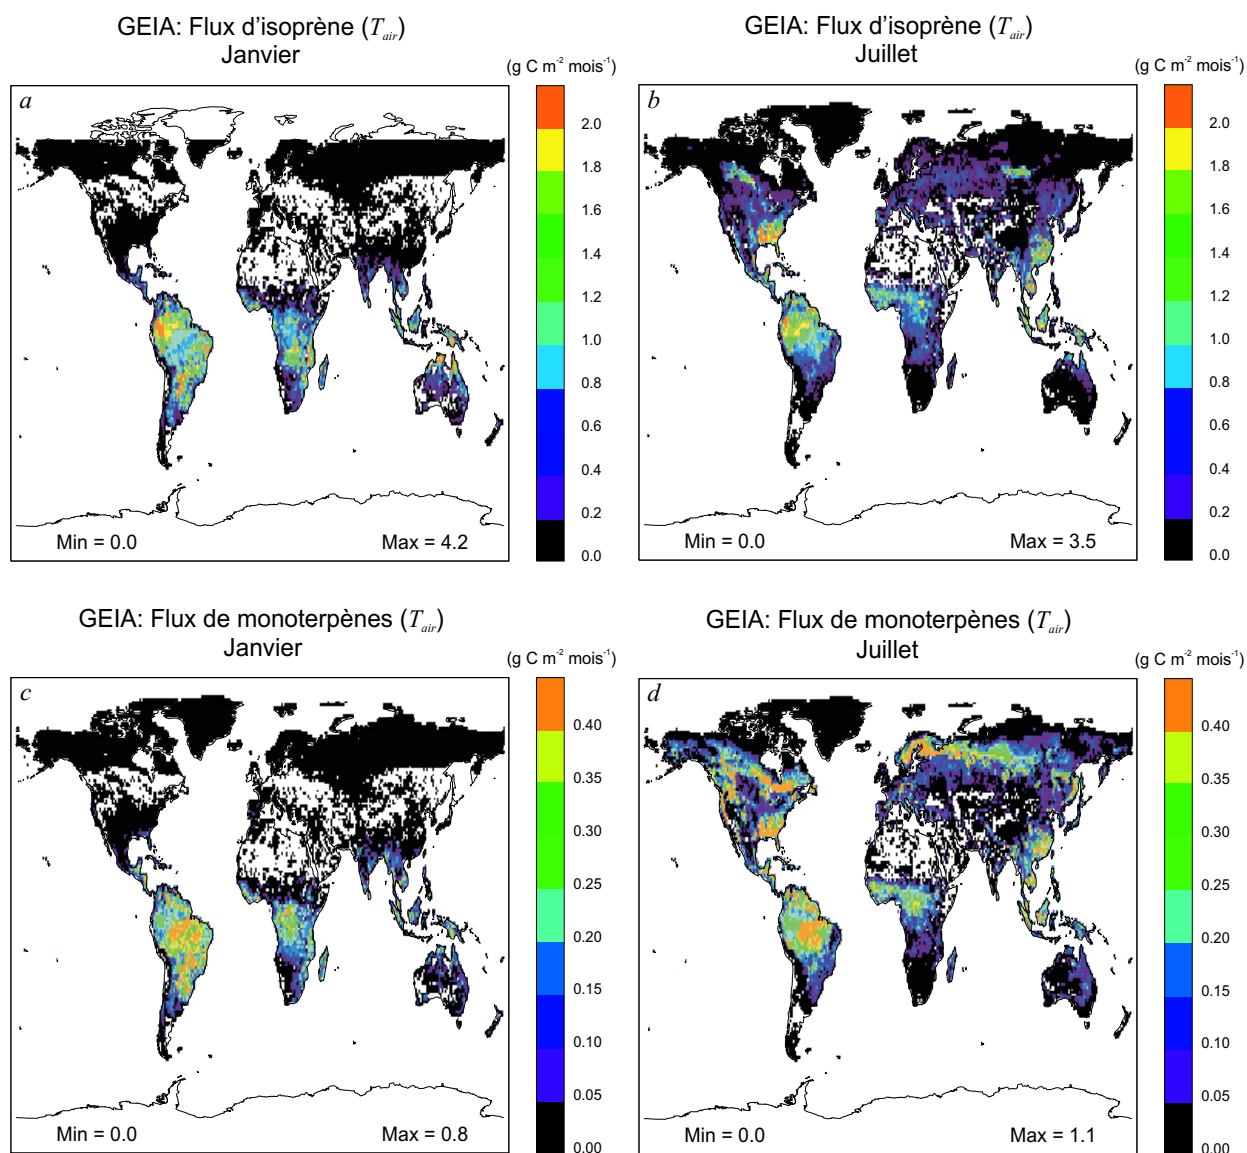 GEIA: Flux d'isoprène (T_air)
Janvier
(g C m⁻² mois⁻¹)
a
2.0
1.8
1.6
1.4
1.2
1.0
0.8
0.6
0.4
0.2
0.0
Min = 0.0 Max = 4.2
GEIA: Flux d'isoprène (T_air)
Juillet
(g C m⁻² mois⁻¹)
b
2.0
1.8
1.6
1.4
1.2
1.0
0.8
0.6
0.4
0.2
0.0
Min = 0.0 Max = 3.5
GEIA: Flux de monoterpènes (T_air)
Janvier
(g C m⁻² mois⁻¹)
c
0.40
0.35
0.30
0.25
0.20
0.15
0.10
0.05
0.00
Min = 0.0 Max = 0.8
GEIA: Flux de monoterpènes (T_air)
Juillet
(g C m⁻² mois⁻¹)
d
0.40
0.35
0.30
0.25
0.20
0.15
0.10
0.05
0.00
Min = 0.0 Max = 1.1